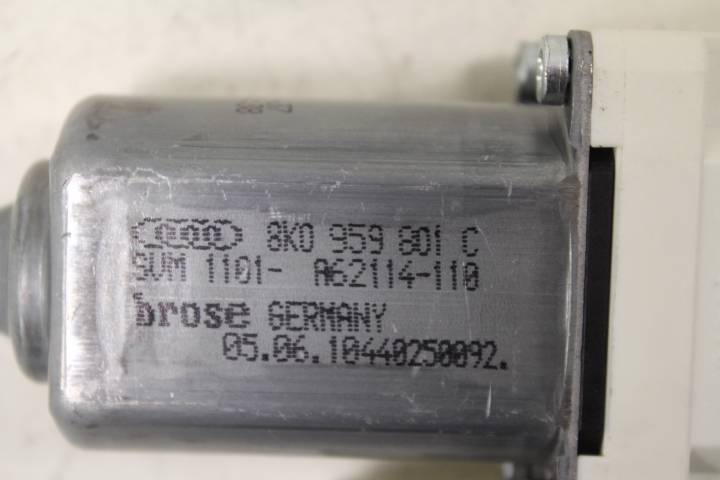 8K0 959 801 C
SVM 1101- A62114-110
brose GERMANY
05.06.10440250092.